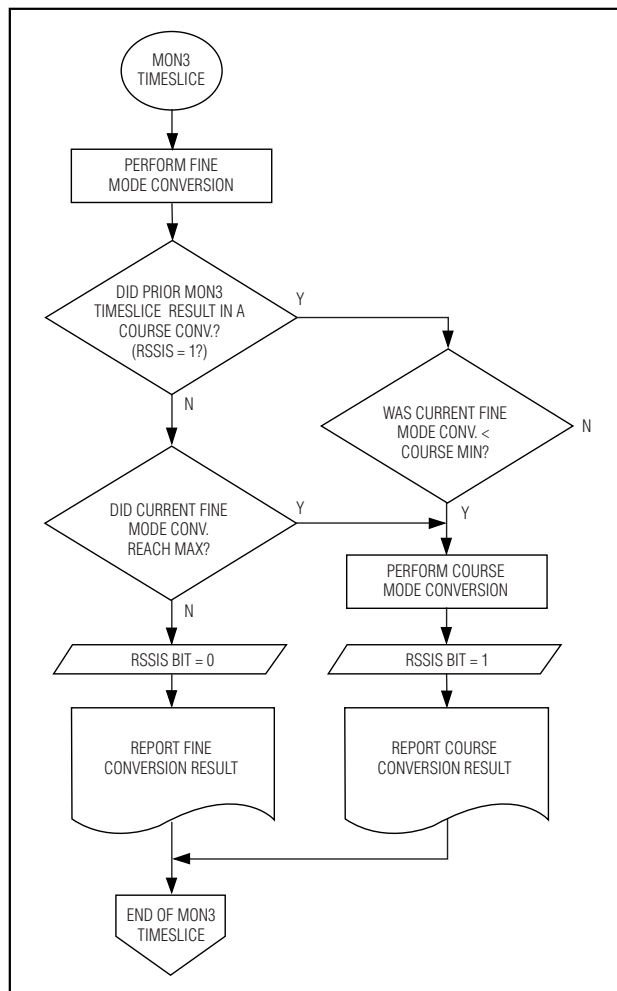 MON3
TIMESLICE
PERFORM FINE
MODE CONVERSION
DID PRIOR MON3
TIMESLICE RESULT IN A
COURSE CONV.?
(RSSIS = 1?)
Y
N
WAS CURRENT FINE
MODE CONV. <
COURSE MIN?
N
Y
DID CURRENT FINE
MODE CONV.
REACH MAX?
Y
N
PERFORM COURSE
MODE CONVERSION
RSSIS BIT = 0
RSSIS BIT = 1
REPORT FINE
CONVERSION RESULT
REPORT COURSE
CONVERSION RESULT
END OF MON3
TIMESLICE